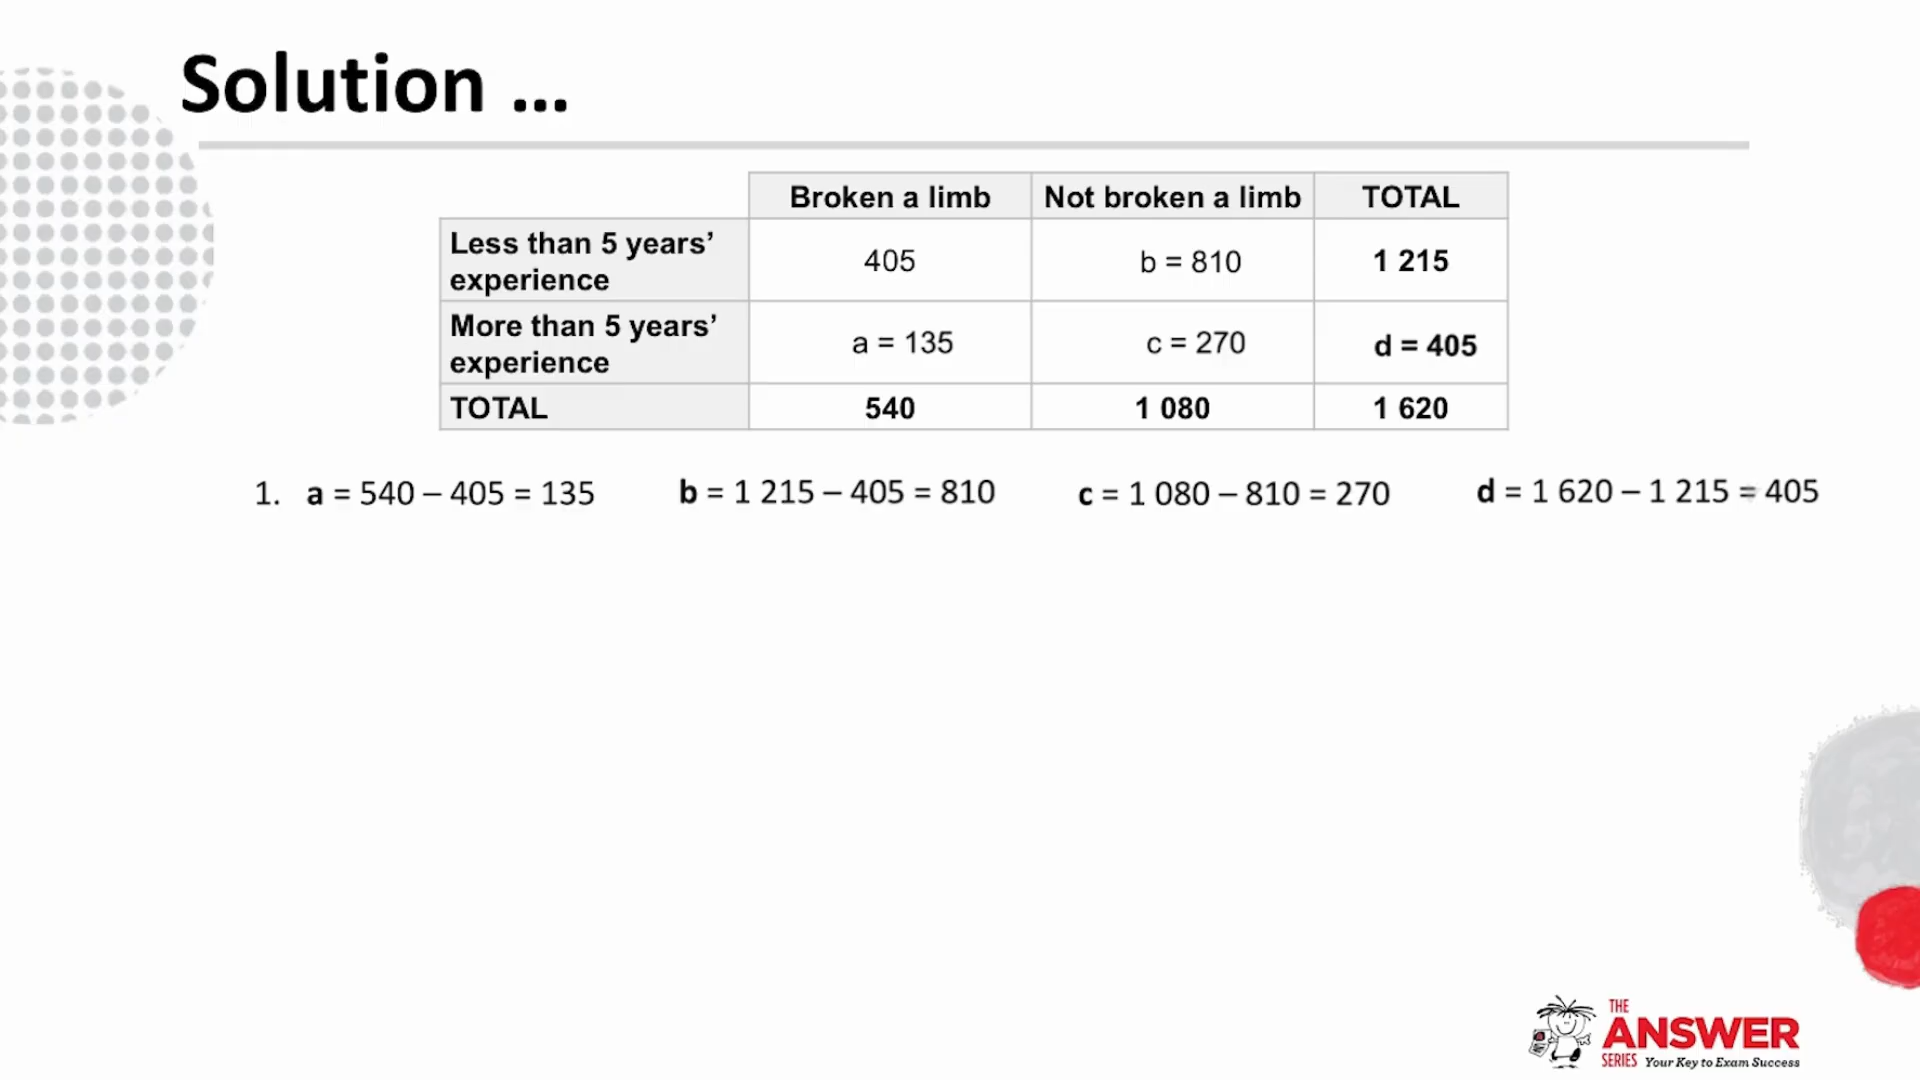 Solution ...
Broken a limb Not broken a limb TOTAL
Less than 5 years’
experience
405 b = 810 1 215
More than 5 years’
experience
a = 135 c = 270 d = 405
TOTAL 540 1 080 1 620
1. a = 540 – 405 = 135 b = 1 215 – 405 = 810 c = 1 080 – 810 = 270 d = 1 620 – 1 215 = 405
THE
ANSWER
SERIES Your Key to Exam Success